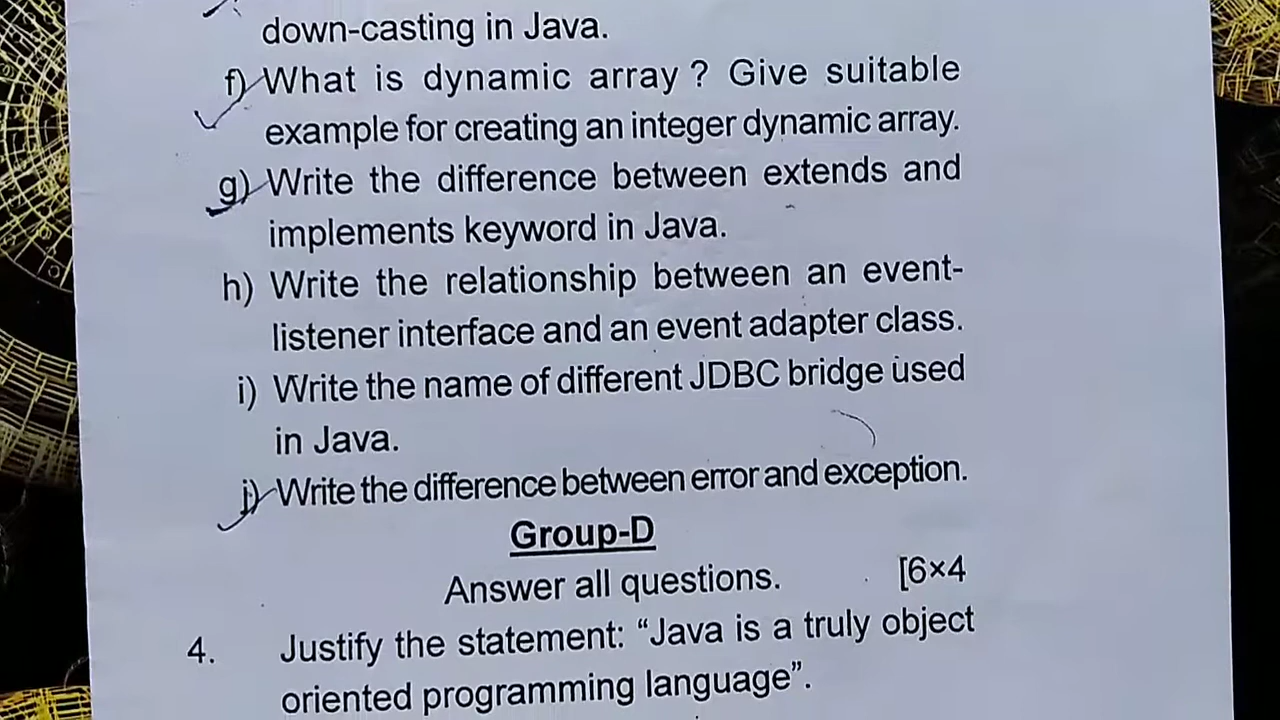 down-casting in Java.
f) What is dynamic array ? Give suitable
example for creating an integer dynamic array.
g) Write the difference between extends and
implements keyword in Java.
h) Write the relationship between an event-
listener interface and an event adapter class.
i) Write the name of different JDBC bridge used
in Java.
j) Write the difference between error and exception.
Group-D
Answer all questions. [6×4
4. Justify the statement: “Java is a truly object
oriented programming language”.